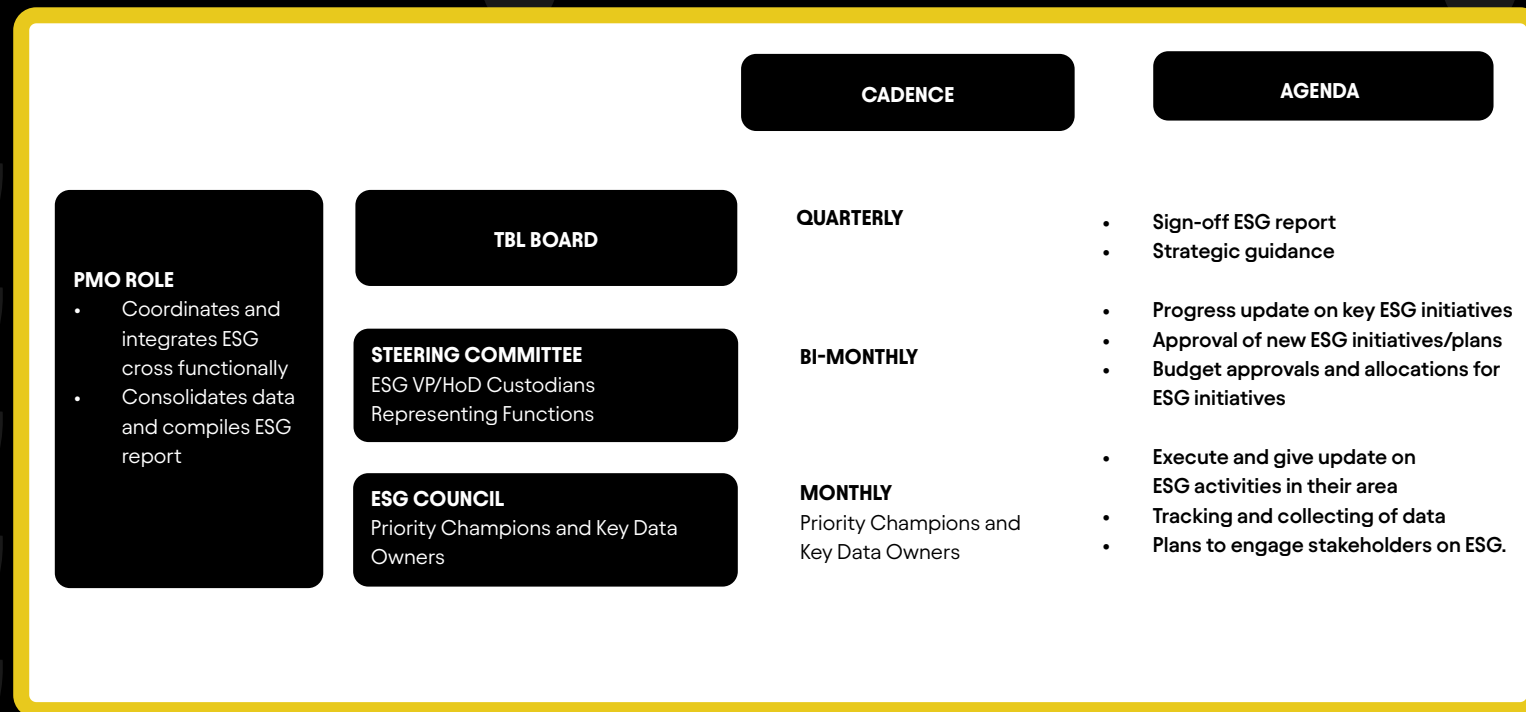 CADENCE
AGENDA
PMO ROLE
• Coordinates and
integrates ESG
cross functionally
• Consolidates data
and compiles ESG
report
TBL BOARD
QUARTERLY
• Sign-off ESG report
• Strategic guidance
STEERING COMMITTEE
ESG VP/HoD Custodians
Representing Functions
BI-MONTHLY
• Progress update on key ESG initiatives
• Approval of new ESG initiatives/plans
• Budget approvals and allocations for
ESG initiatives
ESG COUNCIL
Priority Champions and Key Data
Owners
MONTHLY
Priority Champions and
Key Data Owners
• Execute and give update on
ESG activities in their area
• Tracking and collecting of data
• Plans to engage stakeholders on ESG.